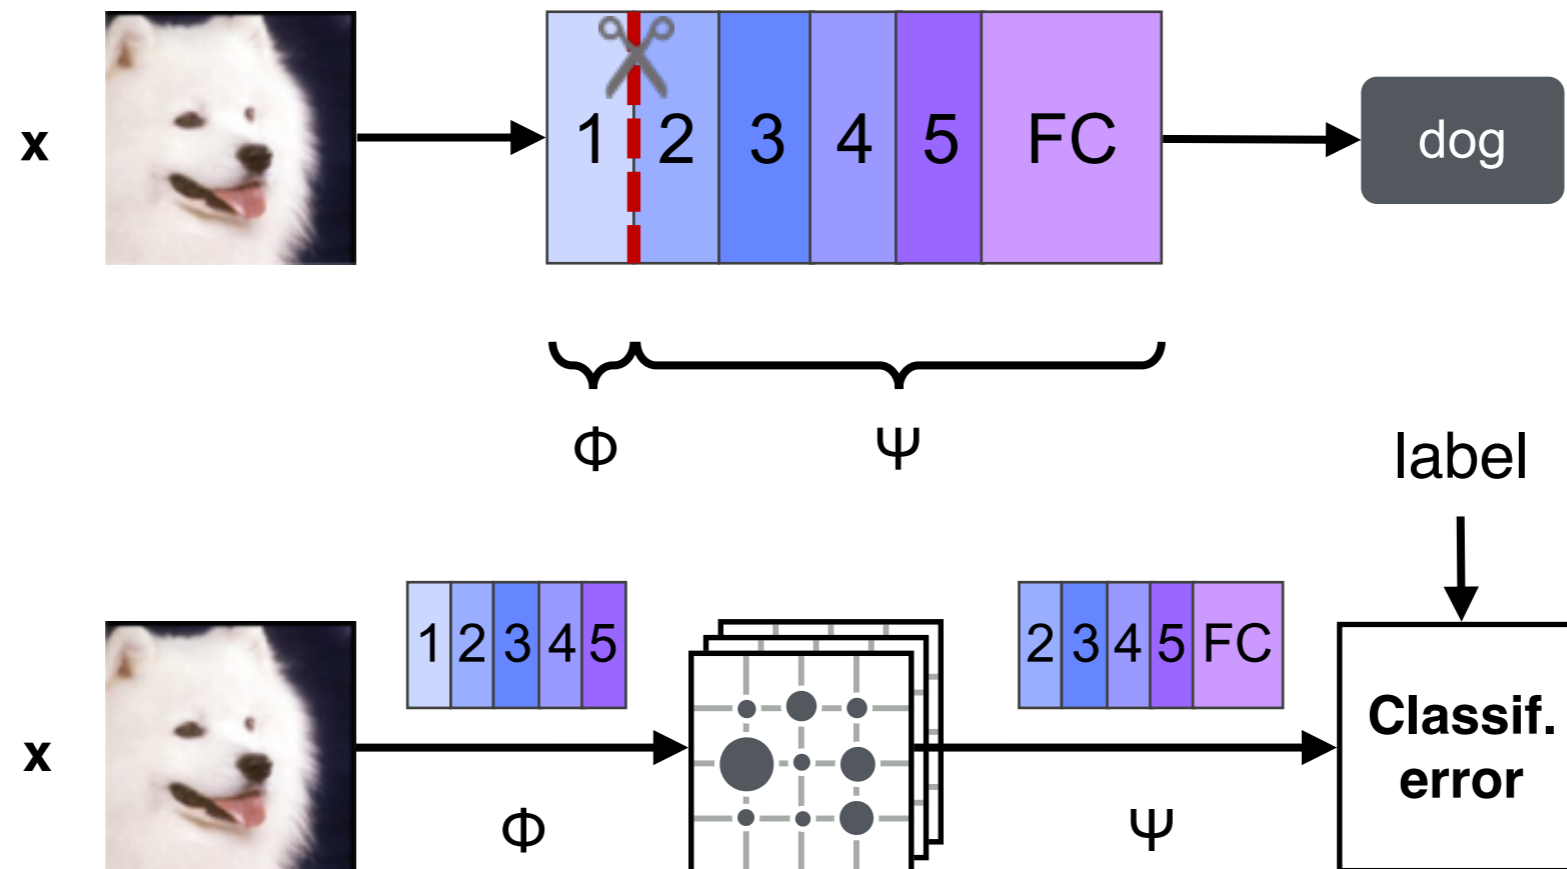 x 1 2 3 4 5 FC dog
Φ Ψ
label
1 2 3 4 5 2 3 4 5 FC
x Classif.
error
Φ Ψ